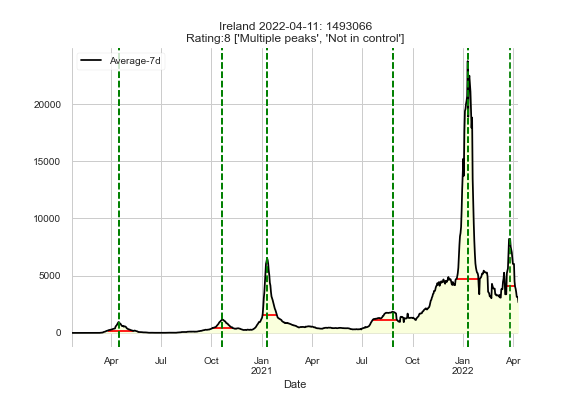 Ireland 2022-04-11: 1493066
Rating:8 ['Multiple peaks', 'Not in control']
Average-7d
20000
15000
10000
5000
0
Apr Jul Oct Jan Apr Jul Oct Jan Apr
2021 2022
Date